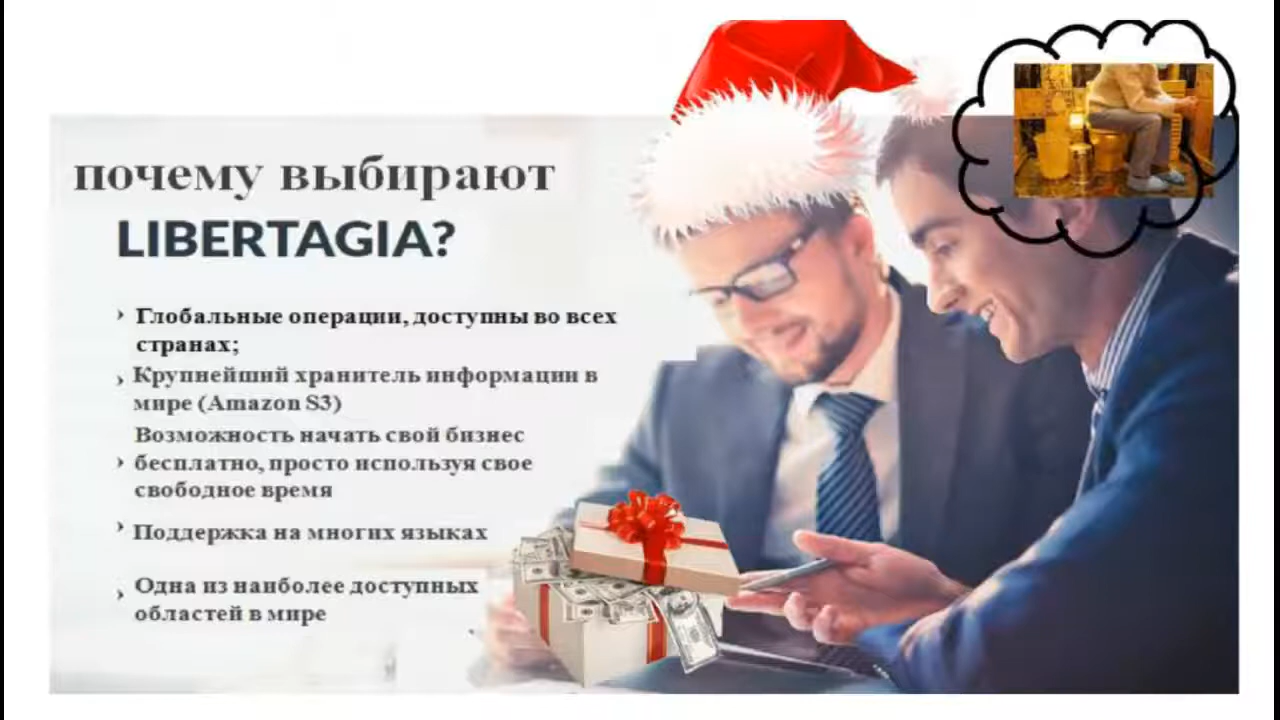 почему выбирают
LIBERTAGIA?
Глобальные операции, доступны во всех
странах;
Крупнейший хранитель информации в
мире (Amazon S3)
Возможность начать свой бизнес
бесплатно, просто используя свое
свободное время
Поддержка на многих языках
Одна из наиболее доступных
областей в мире